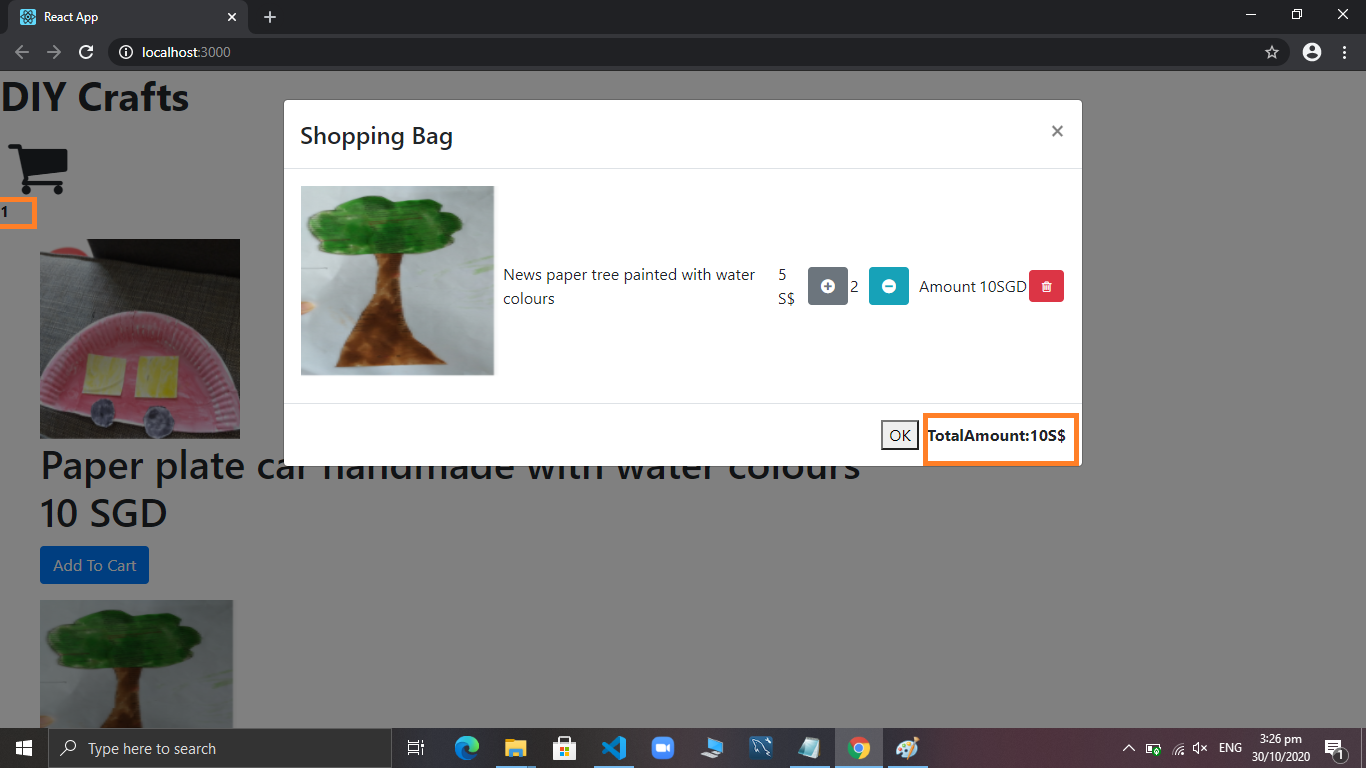 React App
localhost:3000
DIY Crafts
1
Shopping Bag
×
News paper tree painted with water
colours
5
S$
2
Amount 10SGD
OK
TotalAmount:10S$
Paper plate car handmade with water colours
10 SGD
Add To Cart
Type here to search
ENG
3:26 pm
30/10/2020
1